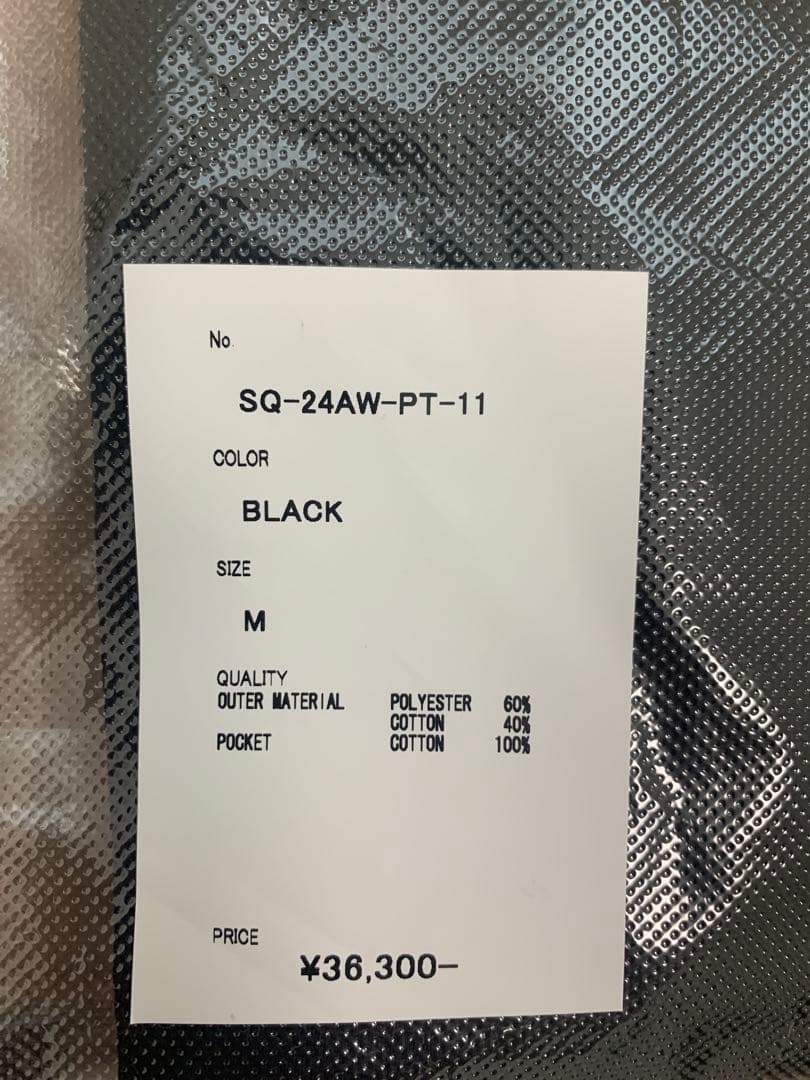 No.
SQ-24AW-PT-11
COLOR
BLACK
SIZE
M
QUALITY
OUTER MATERIAL POLYESTER 60%
COTTON 40%
POCKET COTTON 100%
PRICE
¥36,300-